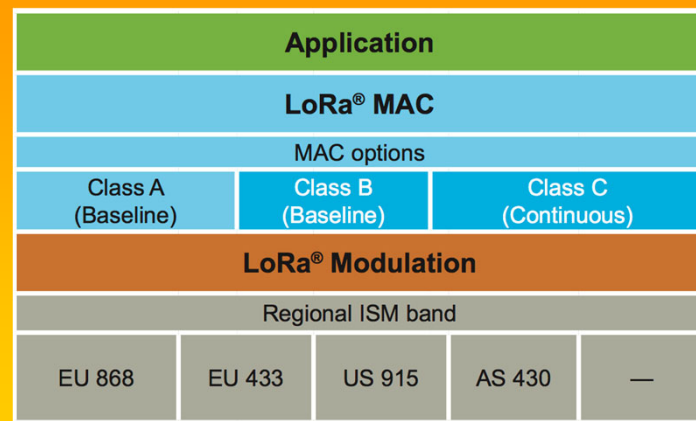 Application
LoRa® MAC
MAC options
Class A
(Baseline)
Class B
(Baseline)
Class C
(Continuous)
LoRa® Modulation
Regional ISM band
EU 868
EU 433
US 915
AS 430
—